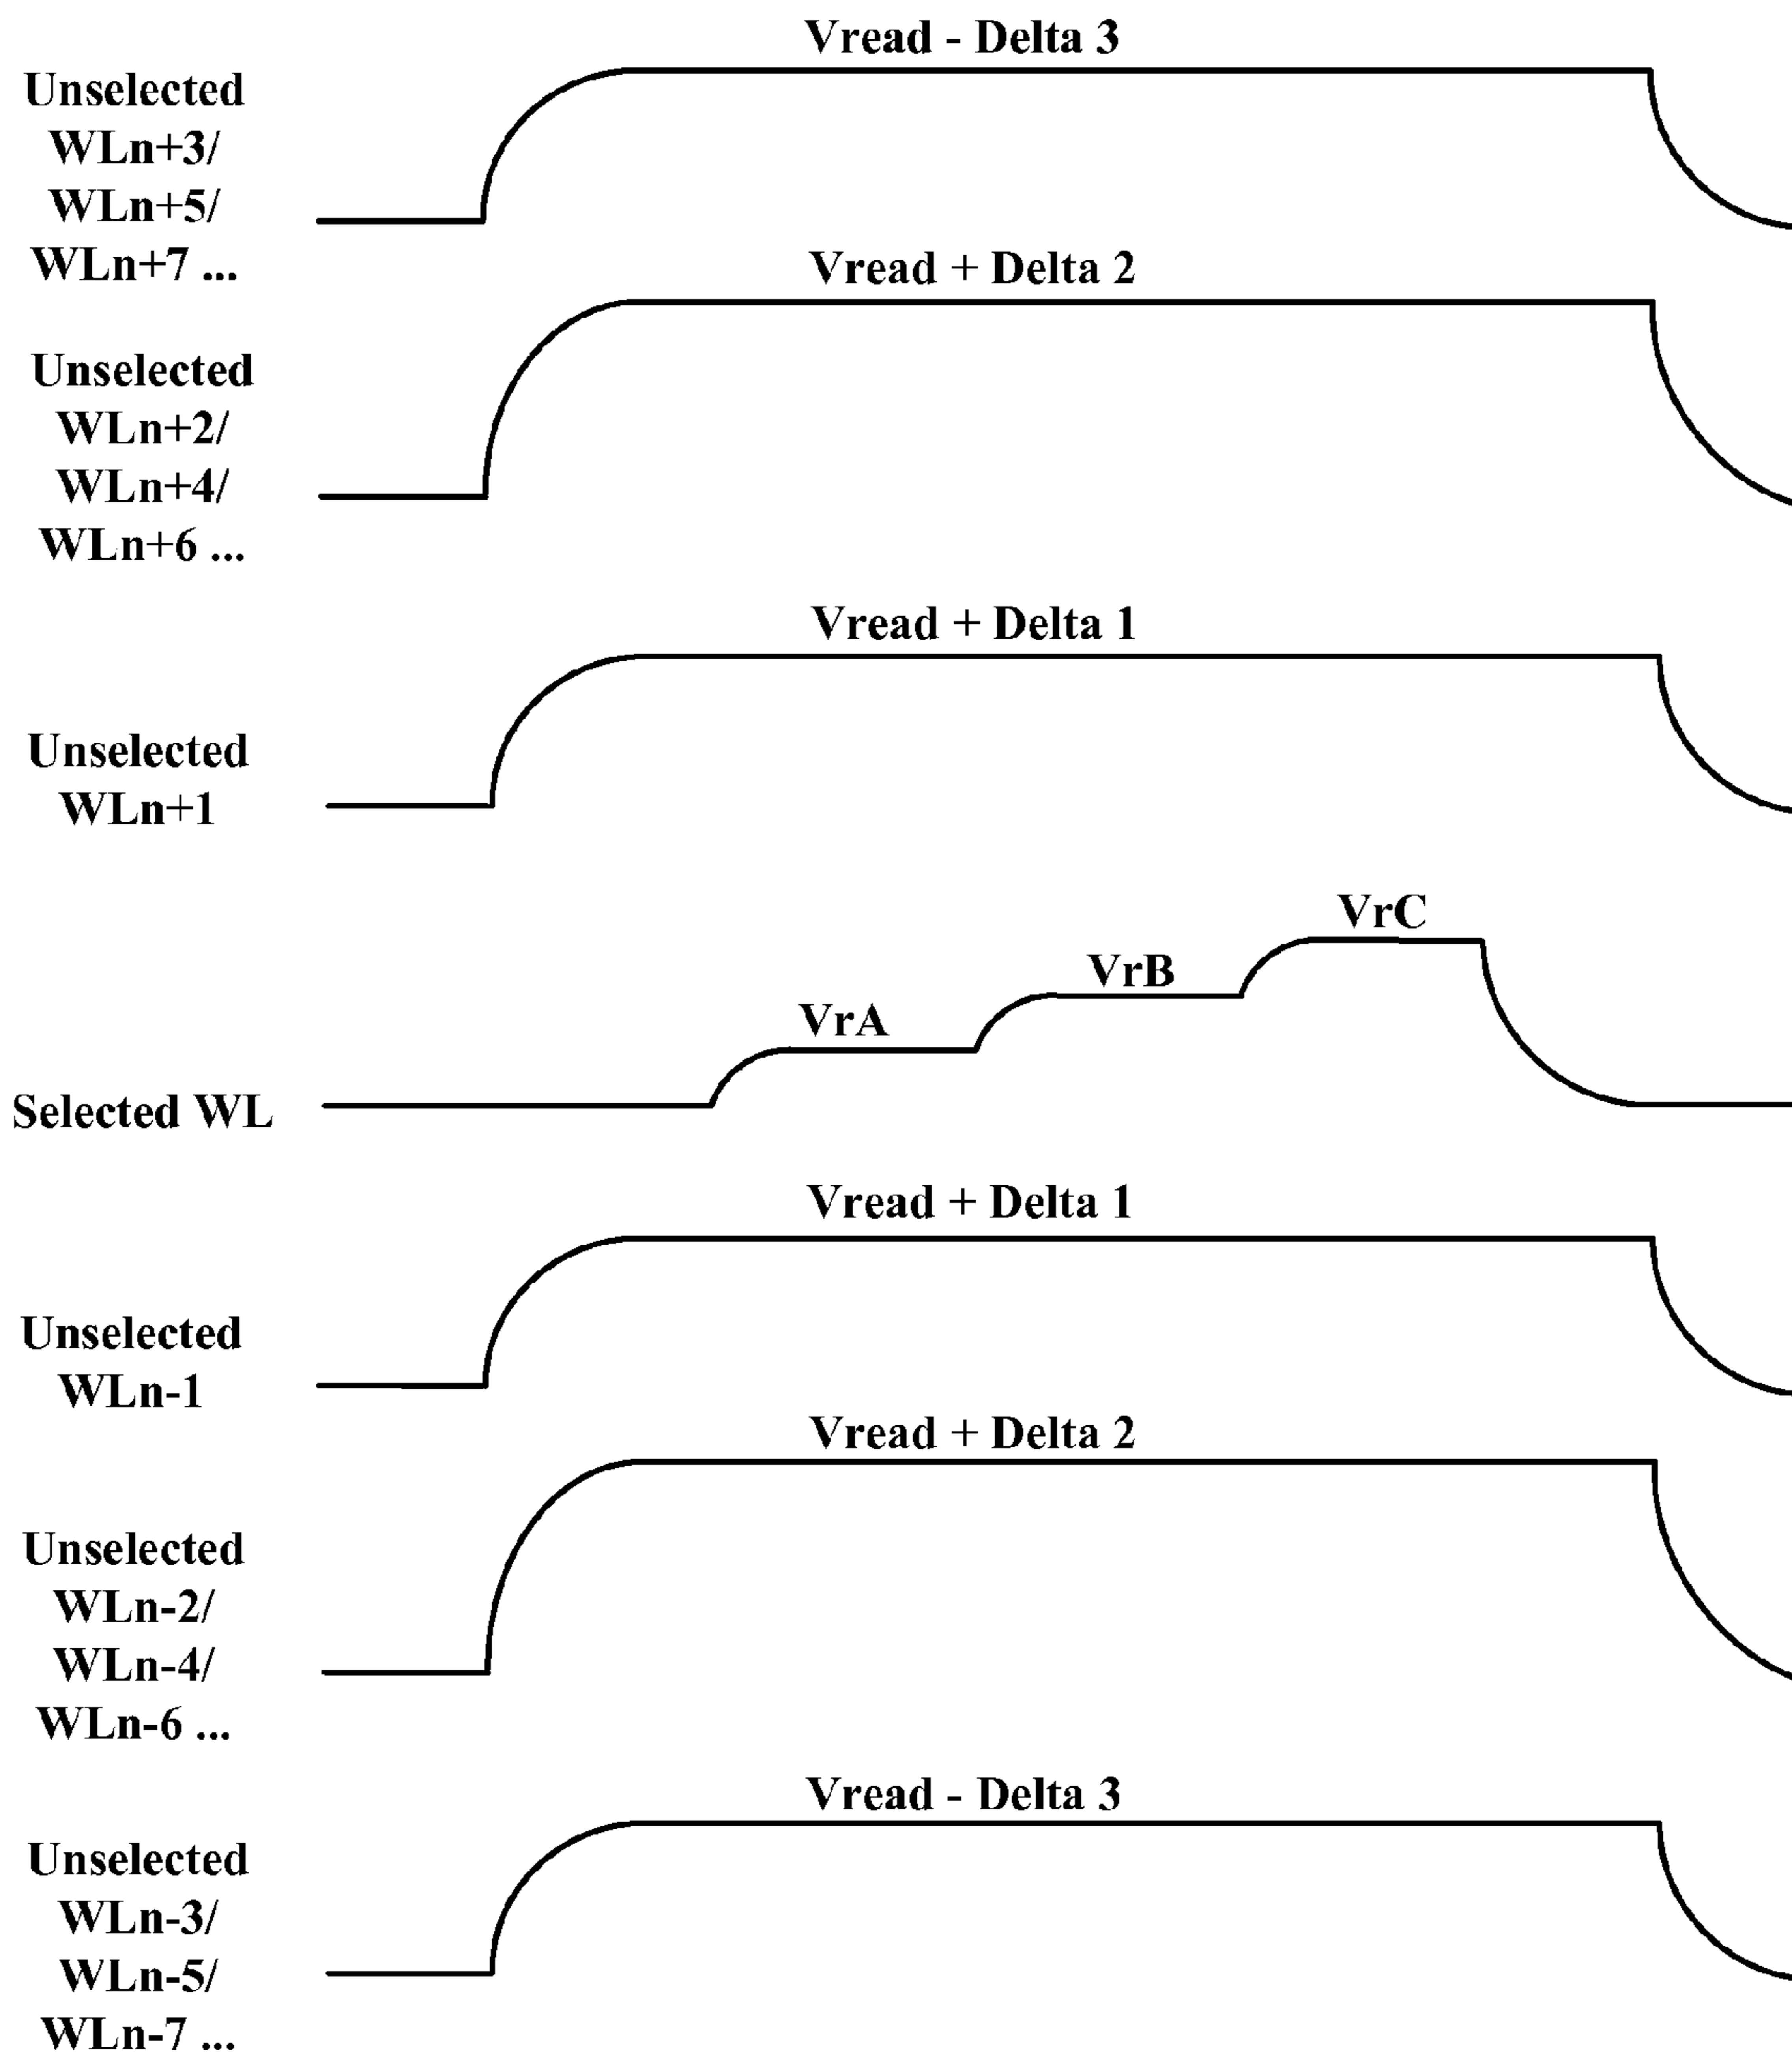 Vread - Delta 3
Unselected
WLn+3/
WLn+5/
WLn+7 ...
Vread + Delta 2
Unselected
WLn+2/
WLn+4/
WLn+6 ...
Vread + Delta 1
Unselected
WLn+1
VrC
VrB
VrA
Selected WL
Vread + Delta 1
Unselected
WLn-1
Vread + Delta 2
Unselected
WLn-2/
WLn-4/
WLn-6 ...
Vread - Delta 3
Unselected
WLn-3/
WLn-5/
WLn-7 ...